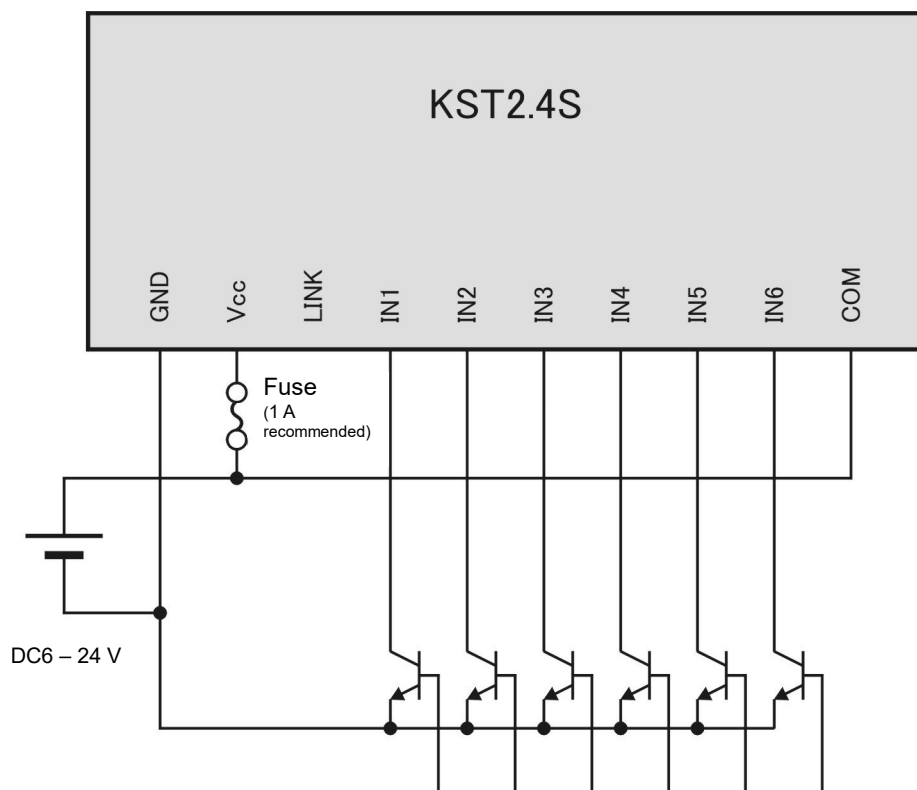 KST2.4S
GND
Vcc
LINK
IN1
IN2
IN3
IN4
IN5
IN6
COM
Fuse
(1 A
recommended)
DC6 – 24 V